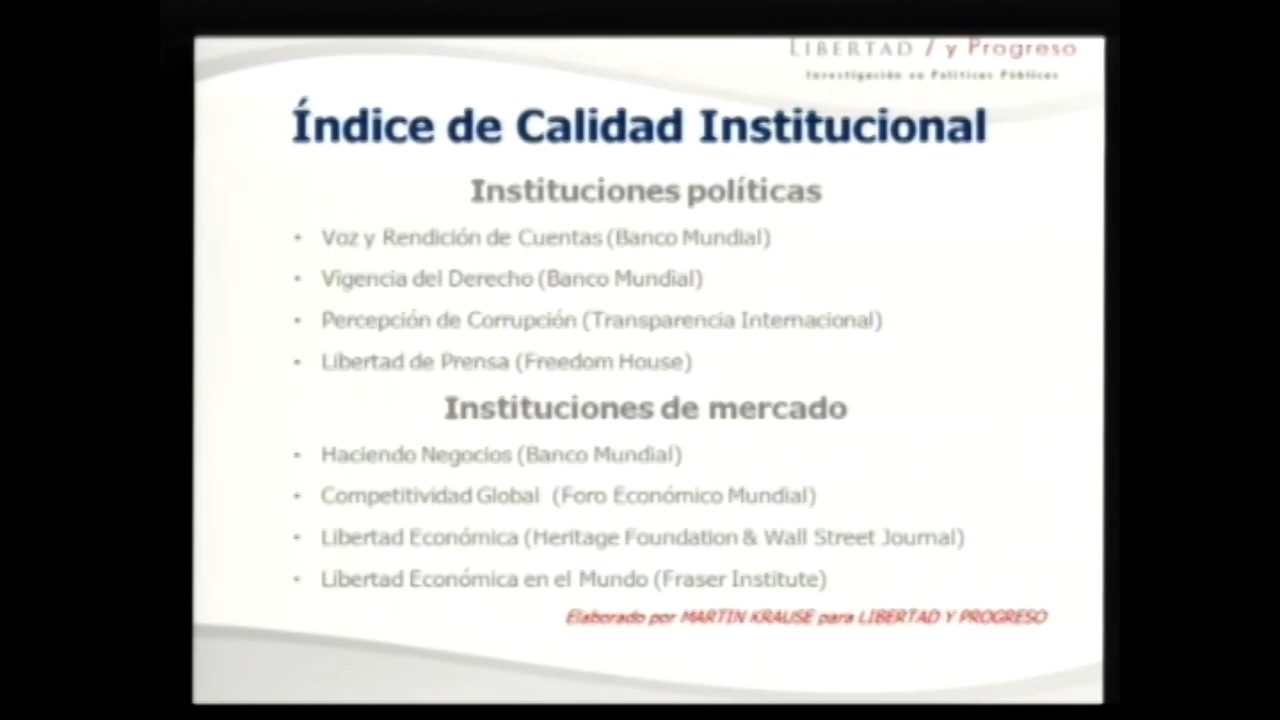 LIBERTAD / y Progreso
Investigación en Políticas Públicas
Índice de Calidad Institucional
Instituciones políticas
• Voz y Rendición de Cuentas (Banco Mundial)
• Vigencia del Derecho (Banco Mundial)
• Percepción de Corrupción (Transparencia Internacional)
• Libertad de Prensa (Freedom House)
Instituciones de mercado
• Haciendo Negocios (Banco Mundial)
• Competitividad Global (Foro Económico Mundial)
• Libertad Económica (Heritage Foundation & Wall Street Journal)
• Libertad Económica en el Mundo (Fraser Institute)
Elaborado por MARTIN KRAUSE para LIBERTAD Y PROGRESO